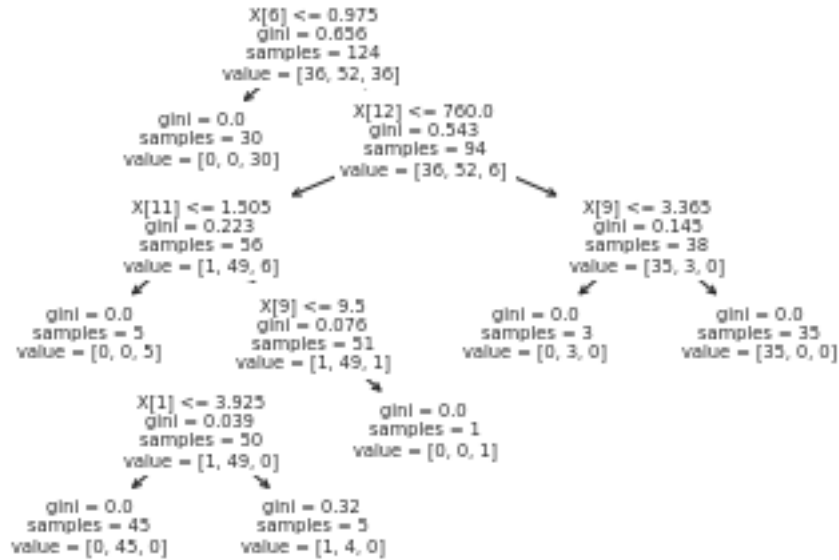 X[6] <= 0.975
gini = 0.656
samples = 124
value = [36, 52, 36]
gini = 0.0
samples = 30
value = [0, 0, 30]
X[12] <= 760.0
gini = 0.543
samples = 94
value = [36, 52, 6]
X[11] <= 1.505
gini = 0.223
samples = 56
value = [1, 49, 6]
X[9] <= 3.365
gini = 0.145
samples = 38
value = [35, 3, 0]
gini = 0.0
samples = 5
value = [0, 0, 5]
X[9] <= 9.5
gini = 0.076
samples = 51
value = [1, 49, 1]
gini = 0.0
samples = 3
value = [0, 3, 0]
gini = 0.0
samples = 35
value = [35, 0, 0]
X[1] <= 3.925
gini = 0.039
samples = 50
value = [1, 49, 0]
gini = 0.0
samples = 1
value = [0, 0, 1]
gini = 0.0
samples = 45
value = [0, 45, 0]
gini = 0.32
samples = 5
value = [1, 4, 0]